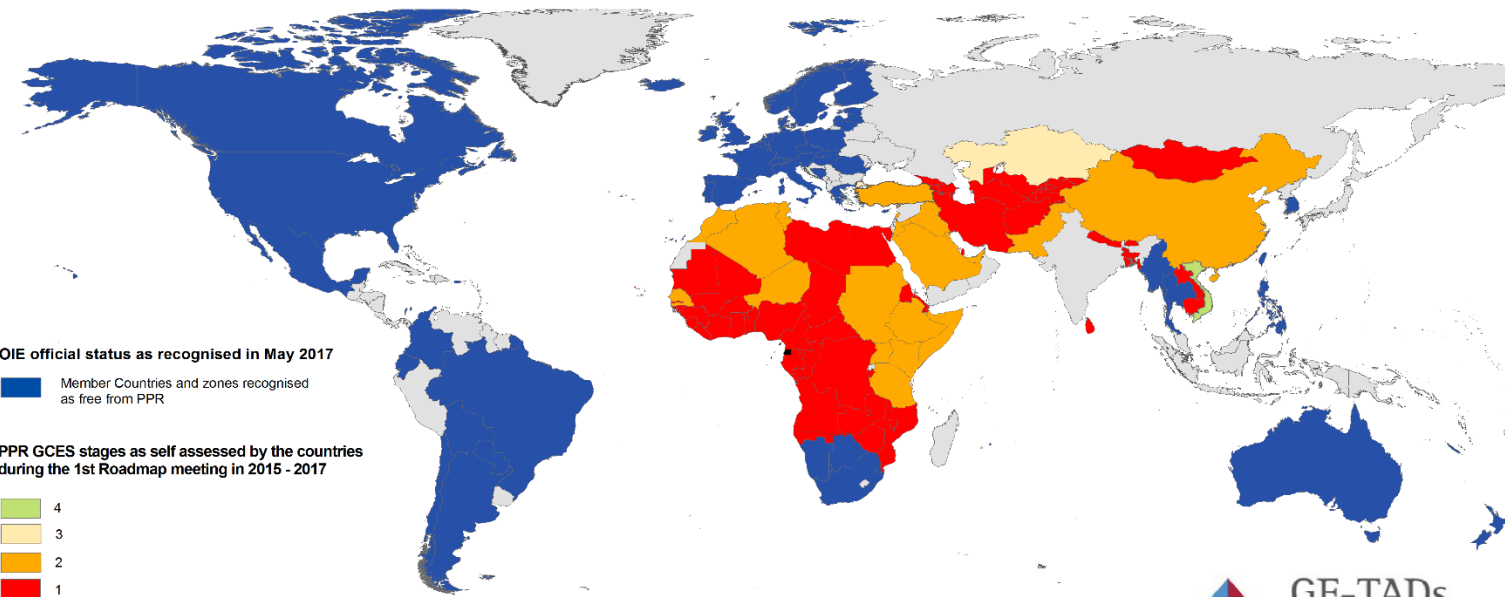 OIE official status as recognised in May 2017
Member Countries and zones recognised
as free from PPR
PPR GCES stages as self assessed by the countries
during the 1st Roadmap meeting in 2015 - 2017
4
3
2
1
GF-TADs